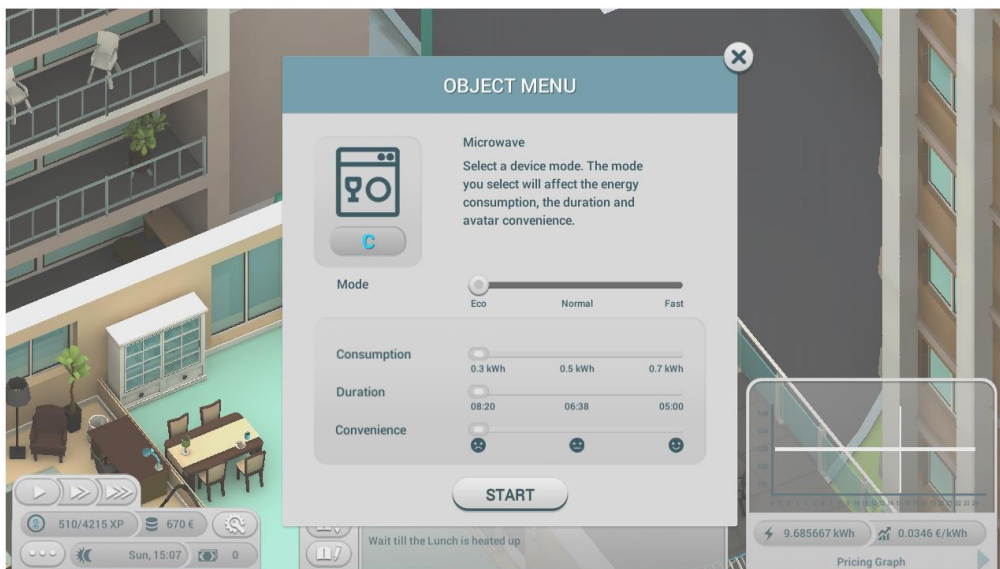 OBJECT MENU
Microwave
Select a device mode. The mode
you select will affect the energy
consumption, the duration and
avatar convenience.
C
Mode
Eco Normal Fast
Consumption
0.3 kWh 0.5 kWh 0.7 kWh
Duration
08:20 06:38 05:00
Convenience
START
2 510/4215 XP 670 €
Sun, 15:07 0
Wait till the Lunch is heated up
9.685667 kWh 0.0346 €/kWh
Pricing Graph